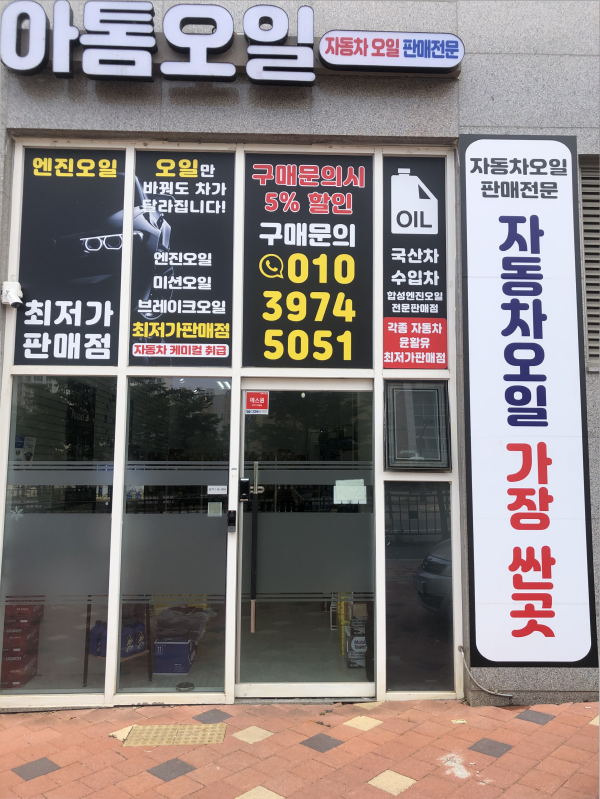 아톰오일
자동차 오일 판매전문
엔진오일
최저가
판매점
오일만
바꿔도 차가
달라집니다!
엔진오일
미션오일
브레이크오일
최저가판매점
자동차 케미컬 취급
구매문의시
5% 할인
구매문의
010
3974
5051
OIL
국산차
수입차
합성엔진오일
전문판매점
각종 자동차
윤활유
최저가판매점
자동차오일
판매전문
자동차오일 가장 싼곳
에스원